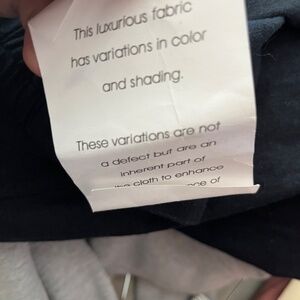 This luxurious fabric
has variations in color
and shading.
These variations are not
a defect but are an
inherent part of
cloth to enhance
of